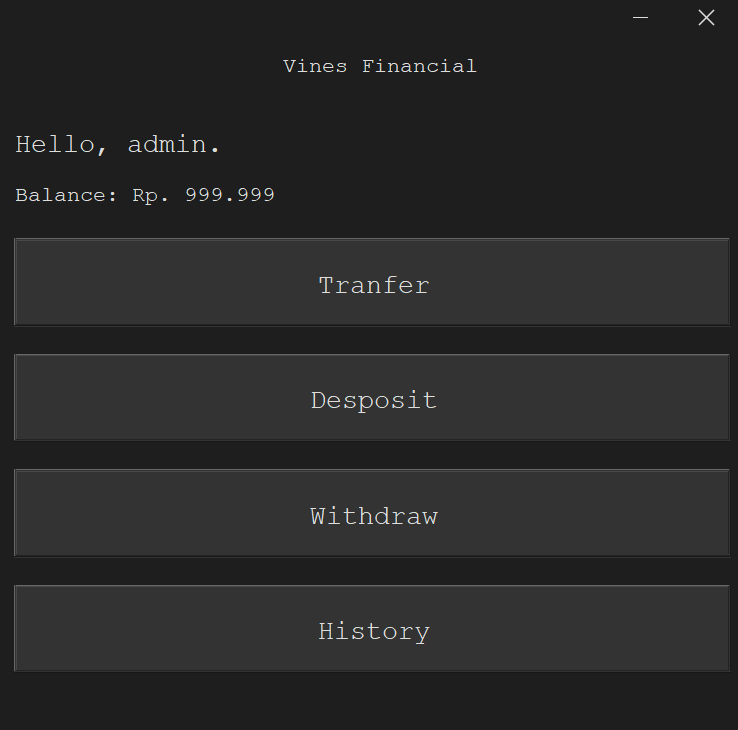 Vines Financial
Hello, admin.
Balance: Rp. 999.999
Tranfer
Desposit
Withdraw
History